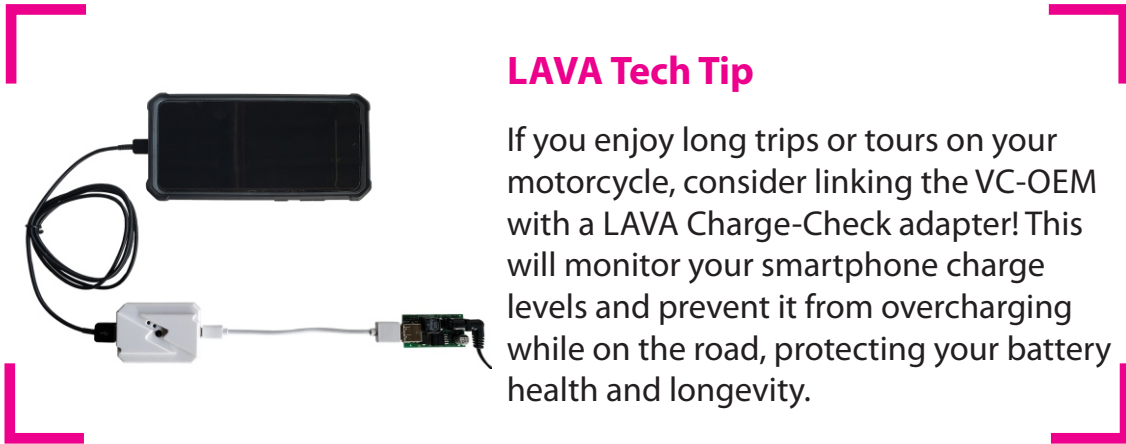 LAVA Tech Tip
If you enjoy long trips or tours on your
motorcycle, consider linking the VC-OEM
with a LAVA Charge-Check adapter! This
will monitor your smartphone charge
levels and prevent it from overcharging
while on the road, protecting your battery
health and longevity.